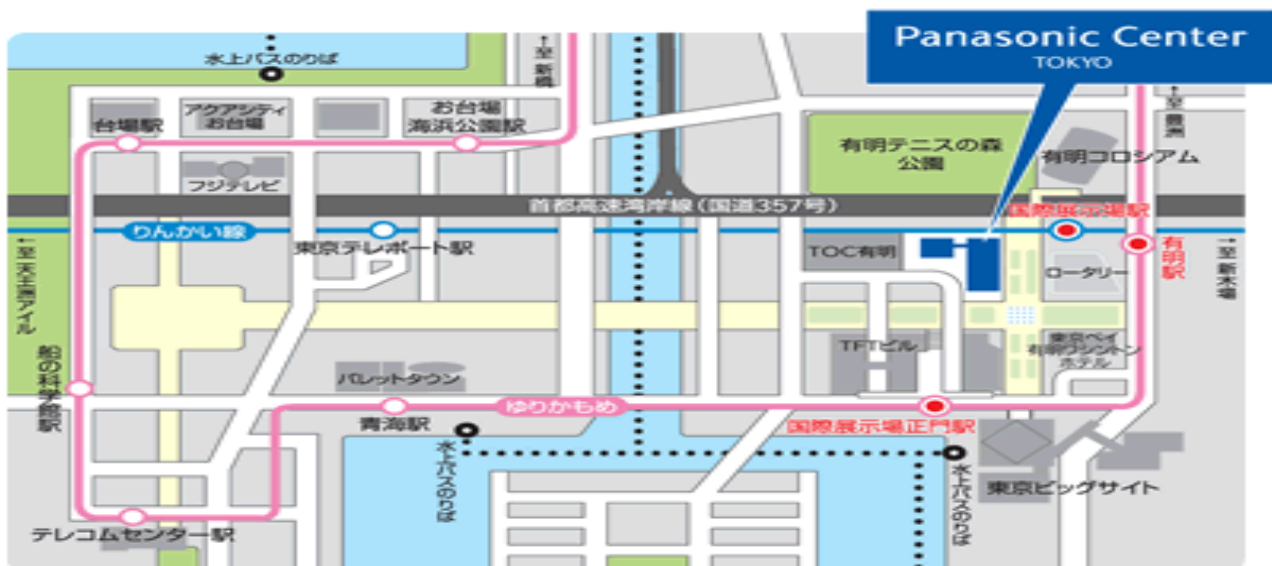 Panasonic Center
TOKYO
水上バスのりば
↑至 新橋
↑至 豊洲
台場駅
アクアシティ
お台場
お台場
海浜公園駅
有明テニスの森
公園
有明コロシアム
フジテレビ
首都高速湾岸線(国道357号)
国際展示場駅
りんかい線
東京テレポート駅
TOC有明
有明駅
ロータリー
←至 天王洲アイル
→至 新木場
船の科学館駅
パレットタウン
TFTビル
東京ベイ
有明ワシントン
ホテル
青海駅
ゆりかもめ
国際展示場正門駅
水上バスのりば
水上バスのりば
東京ビッグサイト
テレコムセンター駅